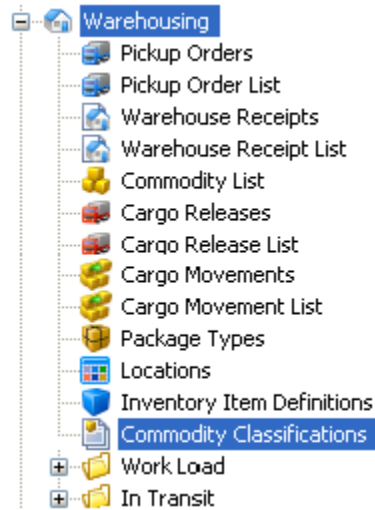 Warehousing
Pickup Orders
Pickup Order List
Warehouse Receipts
Warehouse Receipt List
Commodity List
Cargo Releases
Cargo Release List
Cargo Movements
Cargo Movement List
Package Types
Locations
Inventory Item Definitions
Commodity Classifications
Work Load
In Transit